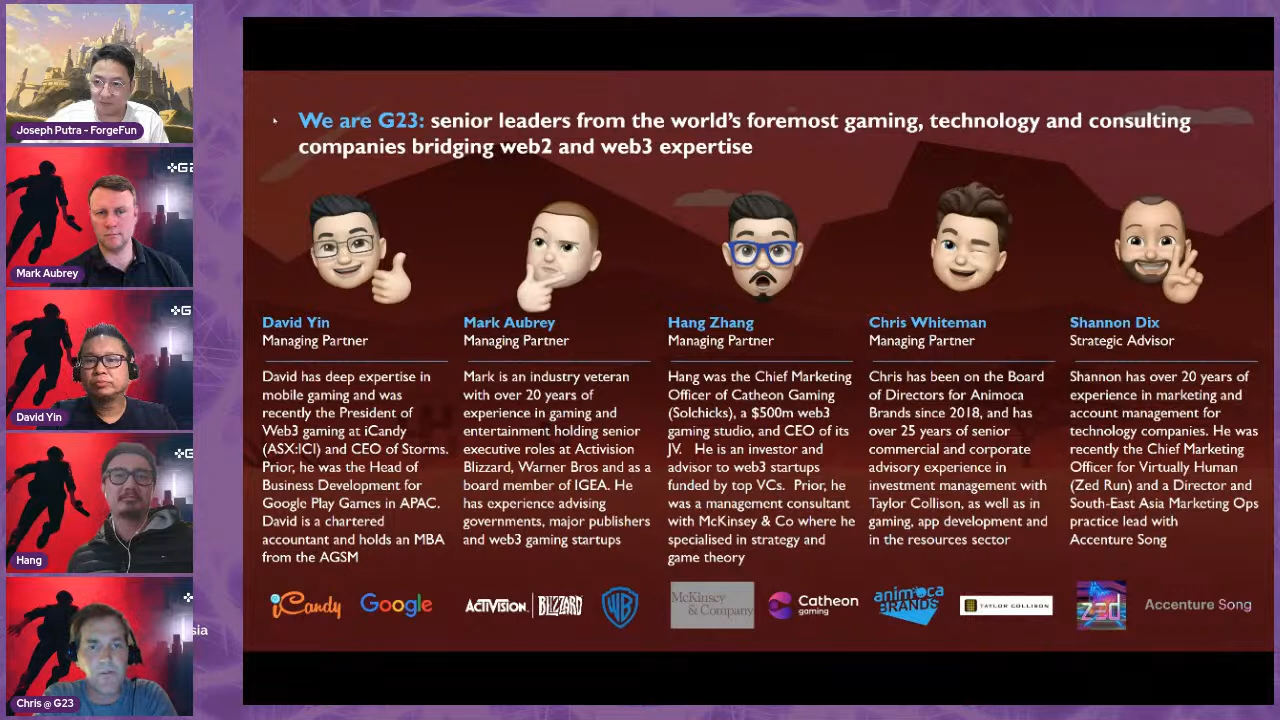 Joseph Putra - ForgeFun
Mark Aubrey
David Yin
Hang
Chris @ G23
sia
We are G23: senior leaders from the world's foremost gaming, technology and consulting
companies bridging web2 and web3 expertise
David Yin
Managing Partner
David has deep expertise in
mobile gaming and was
recently the President of
Web3 gaming at iCandy
(ASX:ICI) and CEO of Storms.
Prior, he was the Head of
Business Development for
Google Play Games in APAC.
David is a chartered
accountant and holds an MBA
from the AGSM
iCandy
Google
Mark Aubrey
Managing Partner
Mark is an industry veteran
with over 20 years of
experience in gaming and
entertainment holding senior
executive roles at Activision
Blizzard, Warner Bros and as a
board member of IGEA. He
has experience advising
governments, major publishers
and web3 gaming startups
ACTIVISION. BLIZZARD
WB
Hang Zhang
Managing Partner
Hang was the Chief Marketing
Officer of Catheon Gaming
(Solchicks), a $500m web3
gaming studio, and CEO of its
JV. He is an investor and
advisor to web3 startups
funded by top VCs. Prior, he
was a management consultant
with McKinsey & Co where he
specialised in strategy and
game theory
McKinsey
& Company
Catheon
gaming
Chris Whiteman
Managing Partner
Chris has been on the Board
of Directors for Animoca
Brands since 2018, and has
over 25 years of senior
commercial and corporate
advisory experience in
investment management with
Taylor Collison, as well as in
gaming, app development and
in the resources sector
animoca
BRANDS
TAYLOR COLLISON
Shannon Dix
Strategic Advisor
Shannon has over 20 years of
experience in marketing and
account management for
technology companies. He was
recently the Chief Marketing
Officer for Virtually Human
(Zed Run) and a Director and
South-East Asia Marketing Ops
practice lead with
Accenture Song
zed
Accenture Song